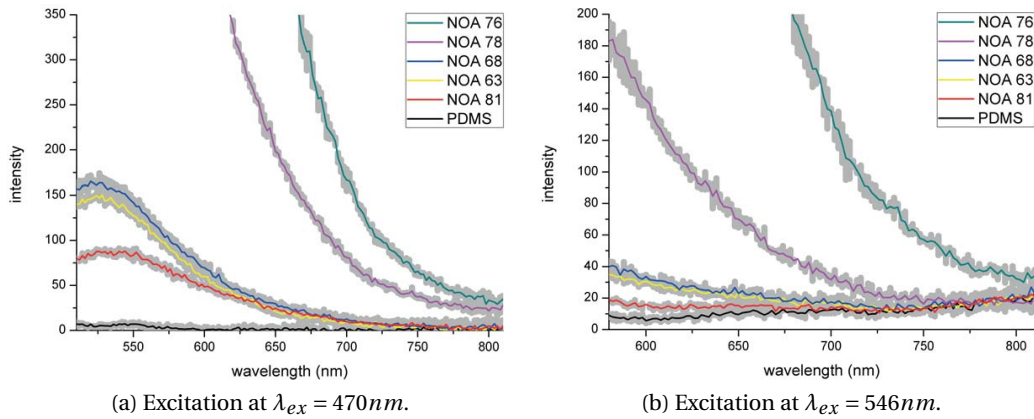 350
300
250
200
150
100
50
0
intensity
550
600
650
700
750
800
wavelength (nm)
NOA 76
NOA 78
NOA 68
NOA 63
NOA 81
PDMS
(a) Excitation at λex = 470nm.
200
180
160
140
120
100
80
60
40
20
0
intensity
600
650
700
750
800
wavelength (nm)
NOA 76
NOA 78
NOA 68
NOA 63
NOA 81
PDMS
(b) Excitation at λex = 546nm.